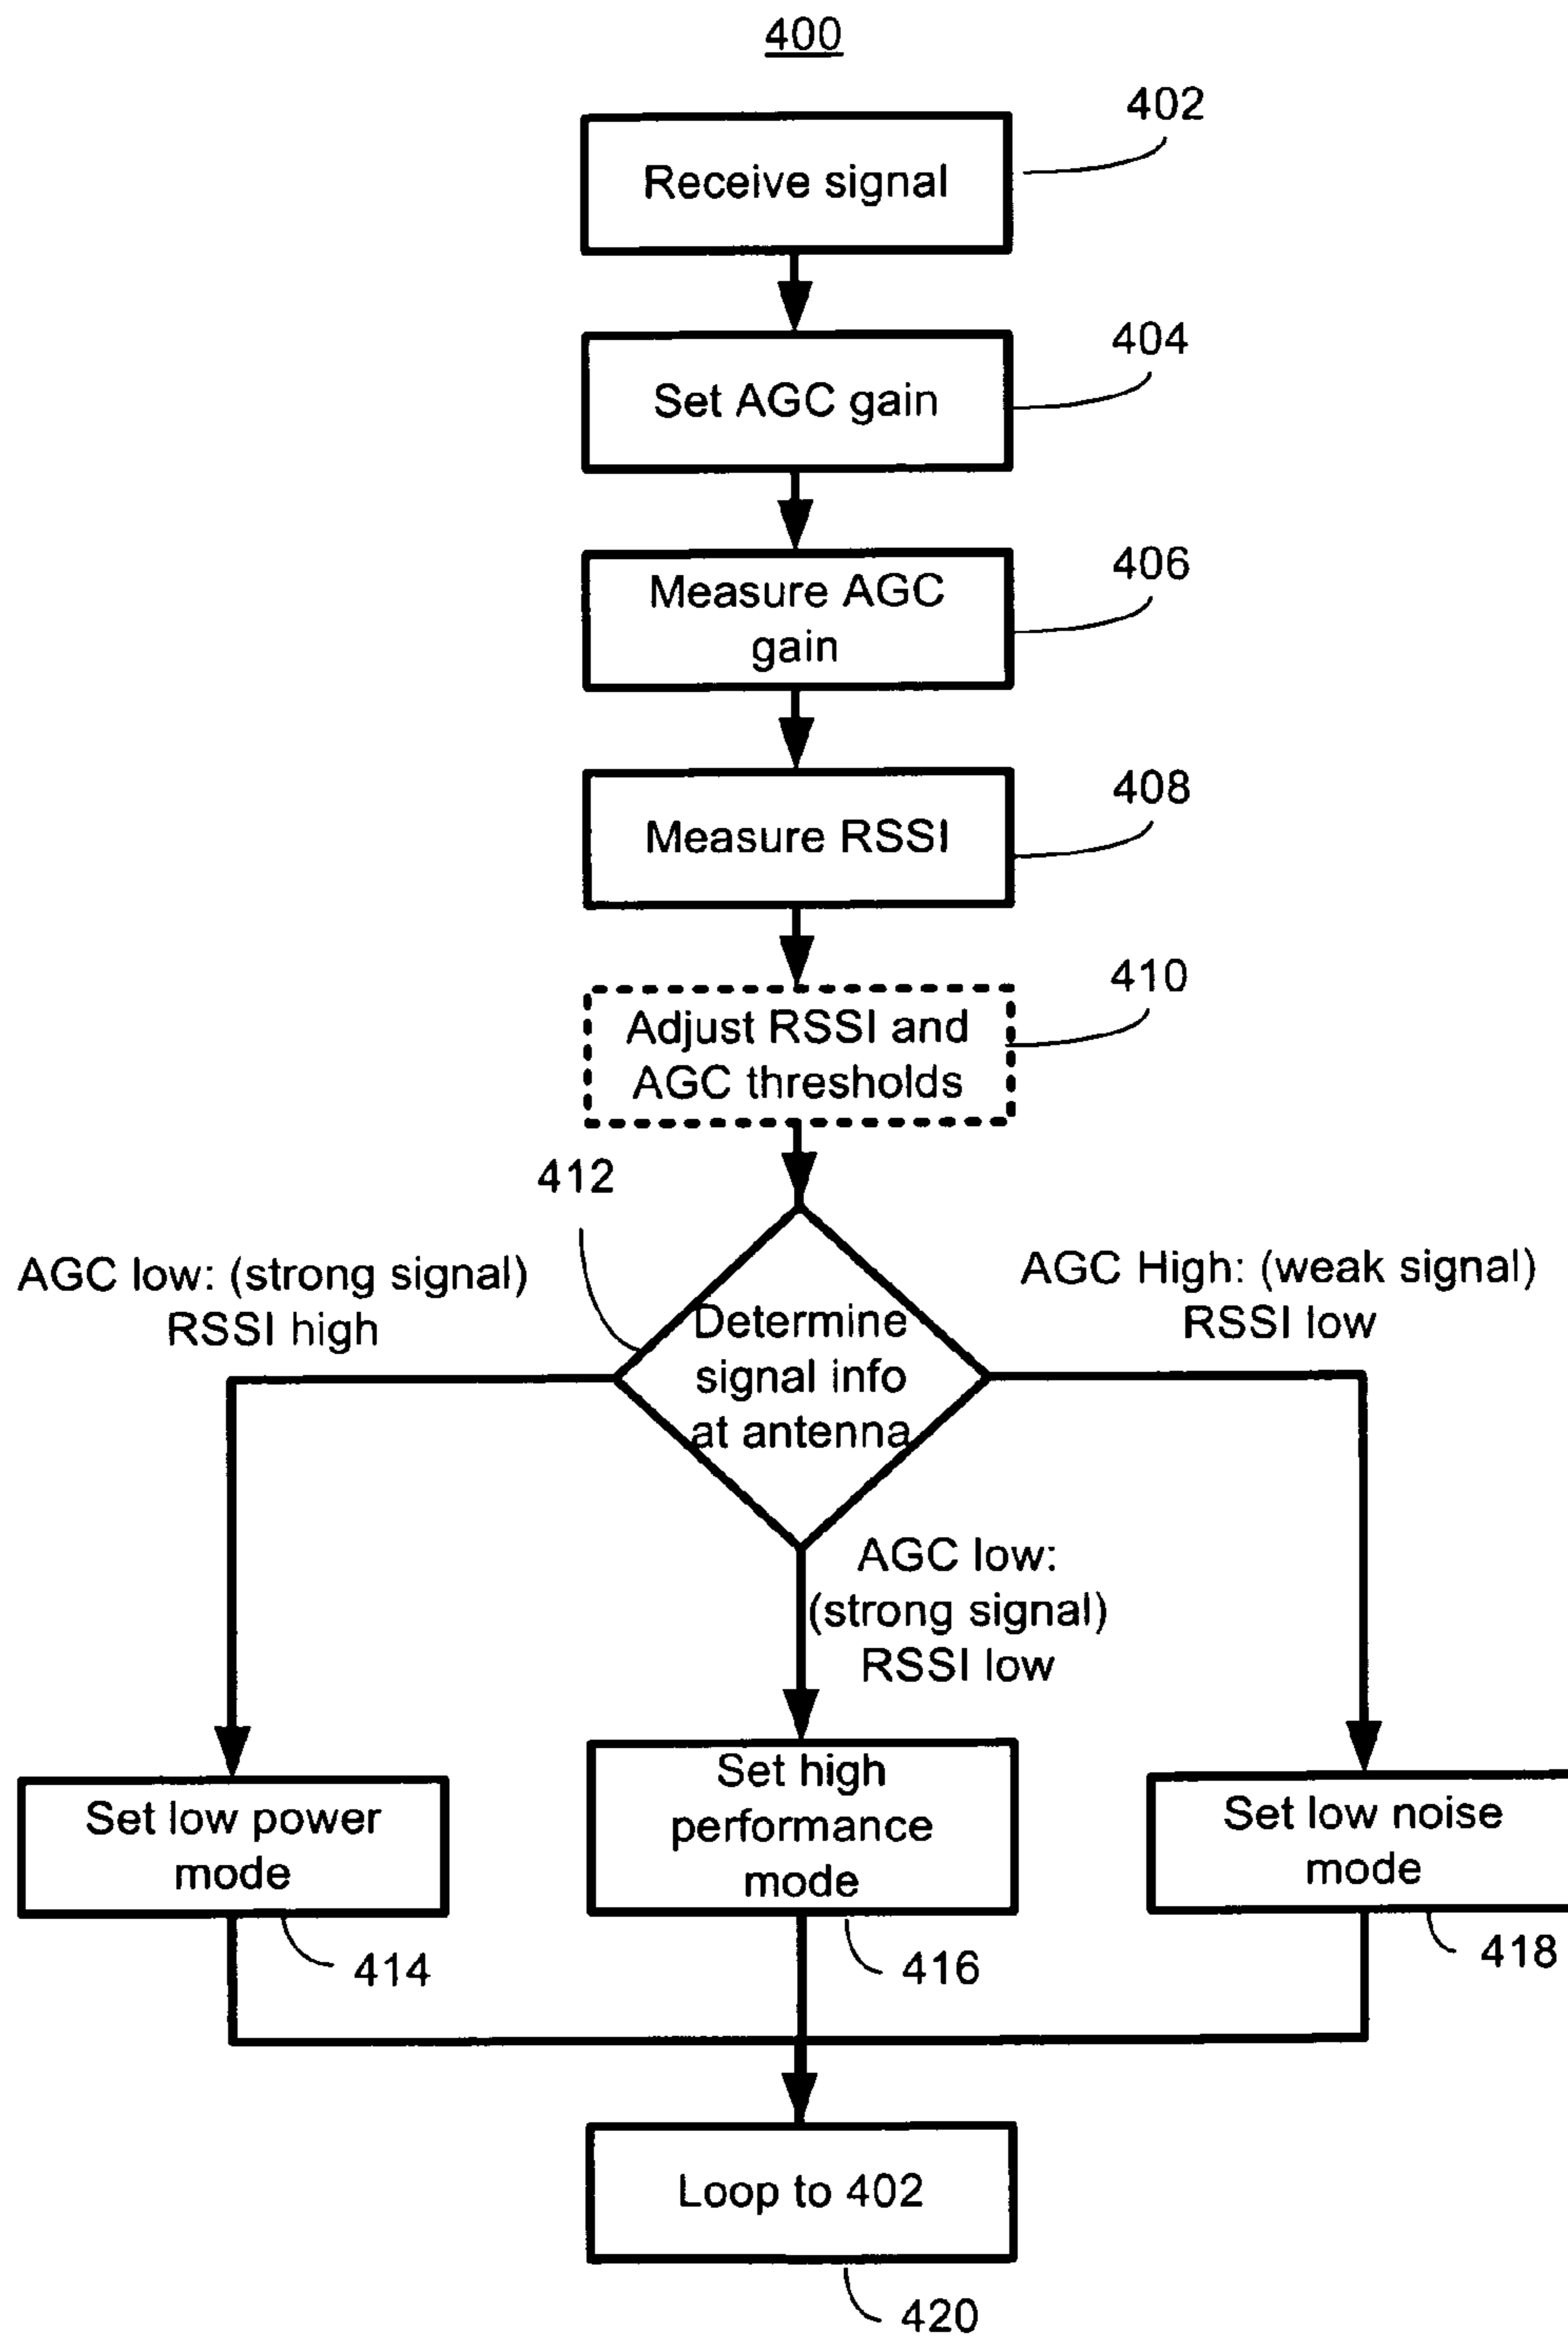 400
402
Receive signal
404
Set AGC gain
406
Measure AGC
gain
408
Measure RSSI
410
Adjust RSSI and
AGC thresholds
412
AGC low: (strong signal)
RSSI high
AGC High: (weak signal)
RSSI low
Determine
signal info
at antenna
AGC low:
(strong signal)
RSSI low
Set low power
mode
414
Set high
performance
mode
416
Set low noise
mode
418
Loop to 402
420